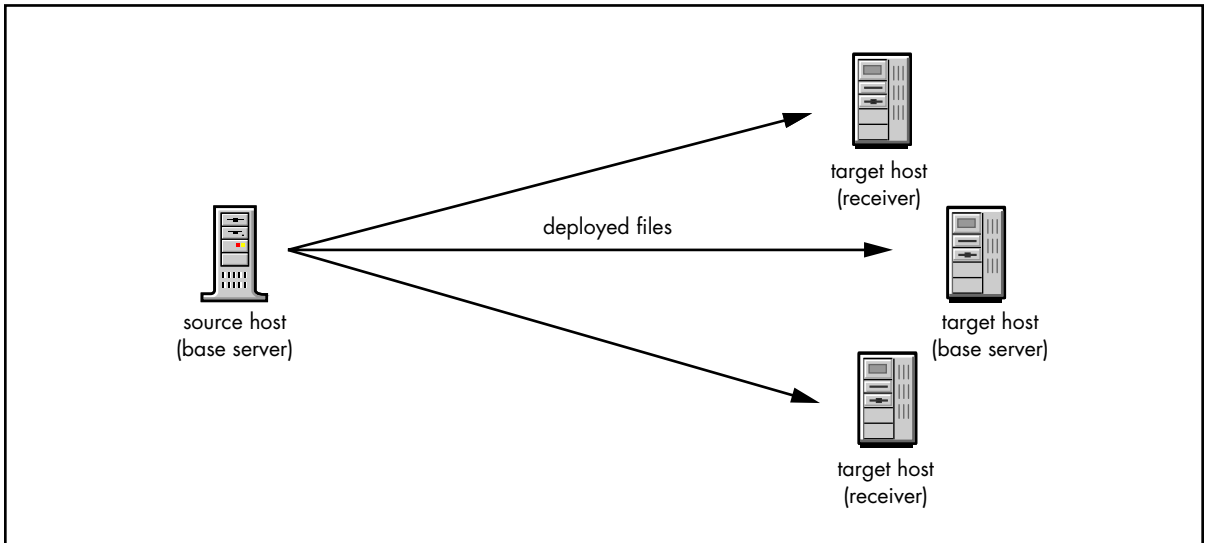 target host
(receiver)
deployed files
source host
(base server)
target host
(base server)
target host
(receiver)